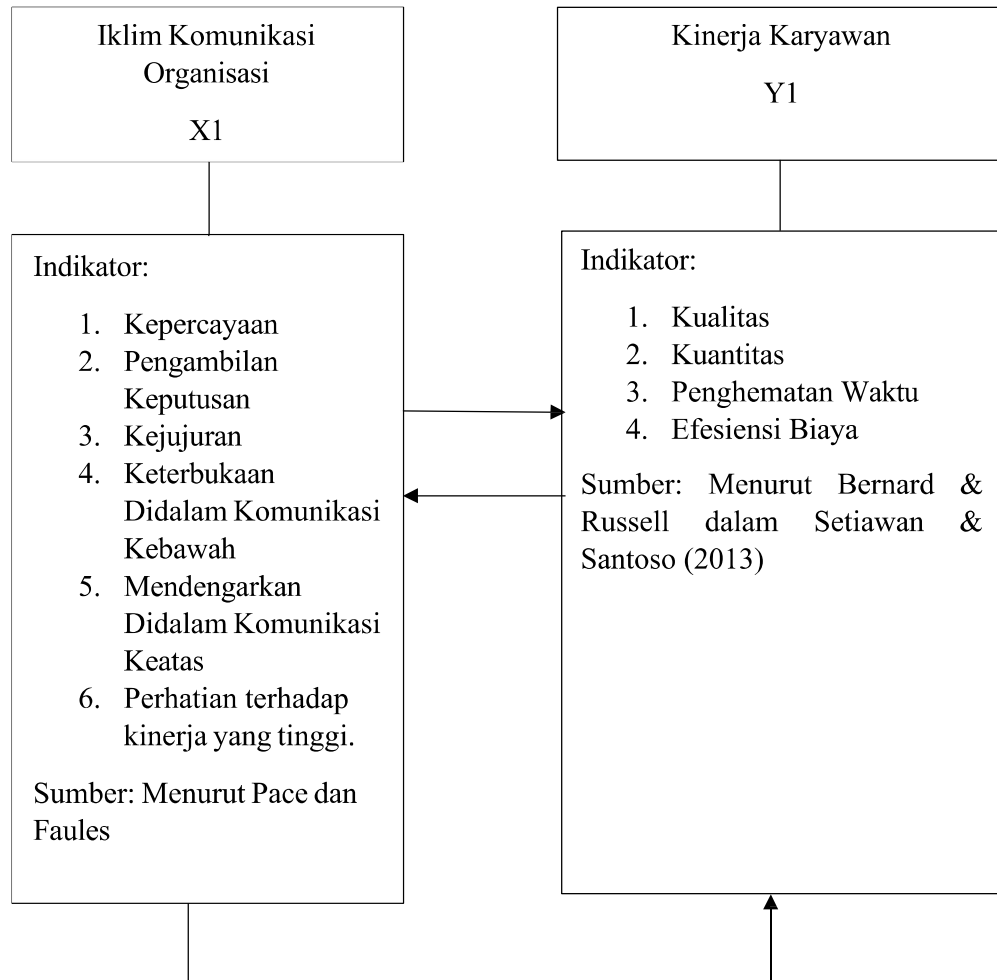 Iklim Komunikasi
Organisasi
X1
Kinerja Karyawan
Y1
Indikator:
1. Kepercayaan
2. Pengambilan
Keputusan
3. Kejujuran
4. Keterbukaan
Didalam Komunikasi
Kebawah
5. Mendengarkan
Didalam Komunikasi
Keatas
6. Perhatian terhadap
kinerja yang tinggi.
Sumber: Menurut Pace dan
Faules
Indikator:
1. Kualitas
2. Kuantitas
3. Penghematan Waktu
4. Efesiensi Biaya
Sumber: Menurut Bernard &
Russell dalam Setiawan &
Santoso (2013)